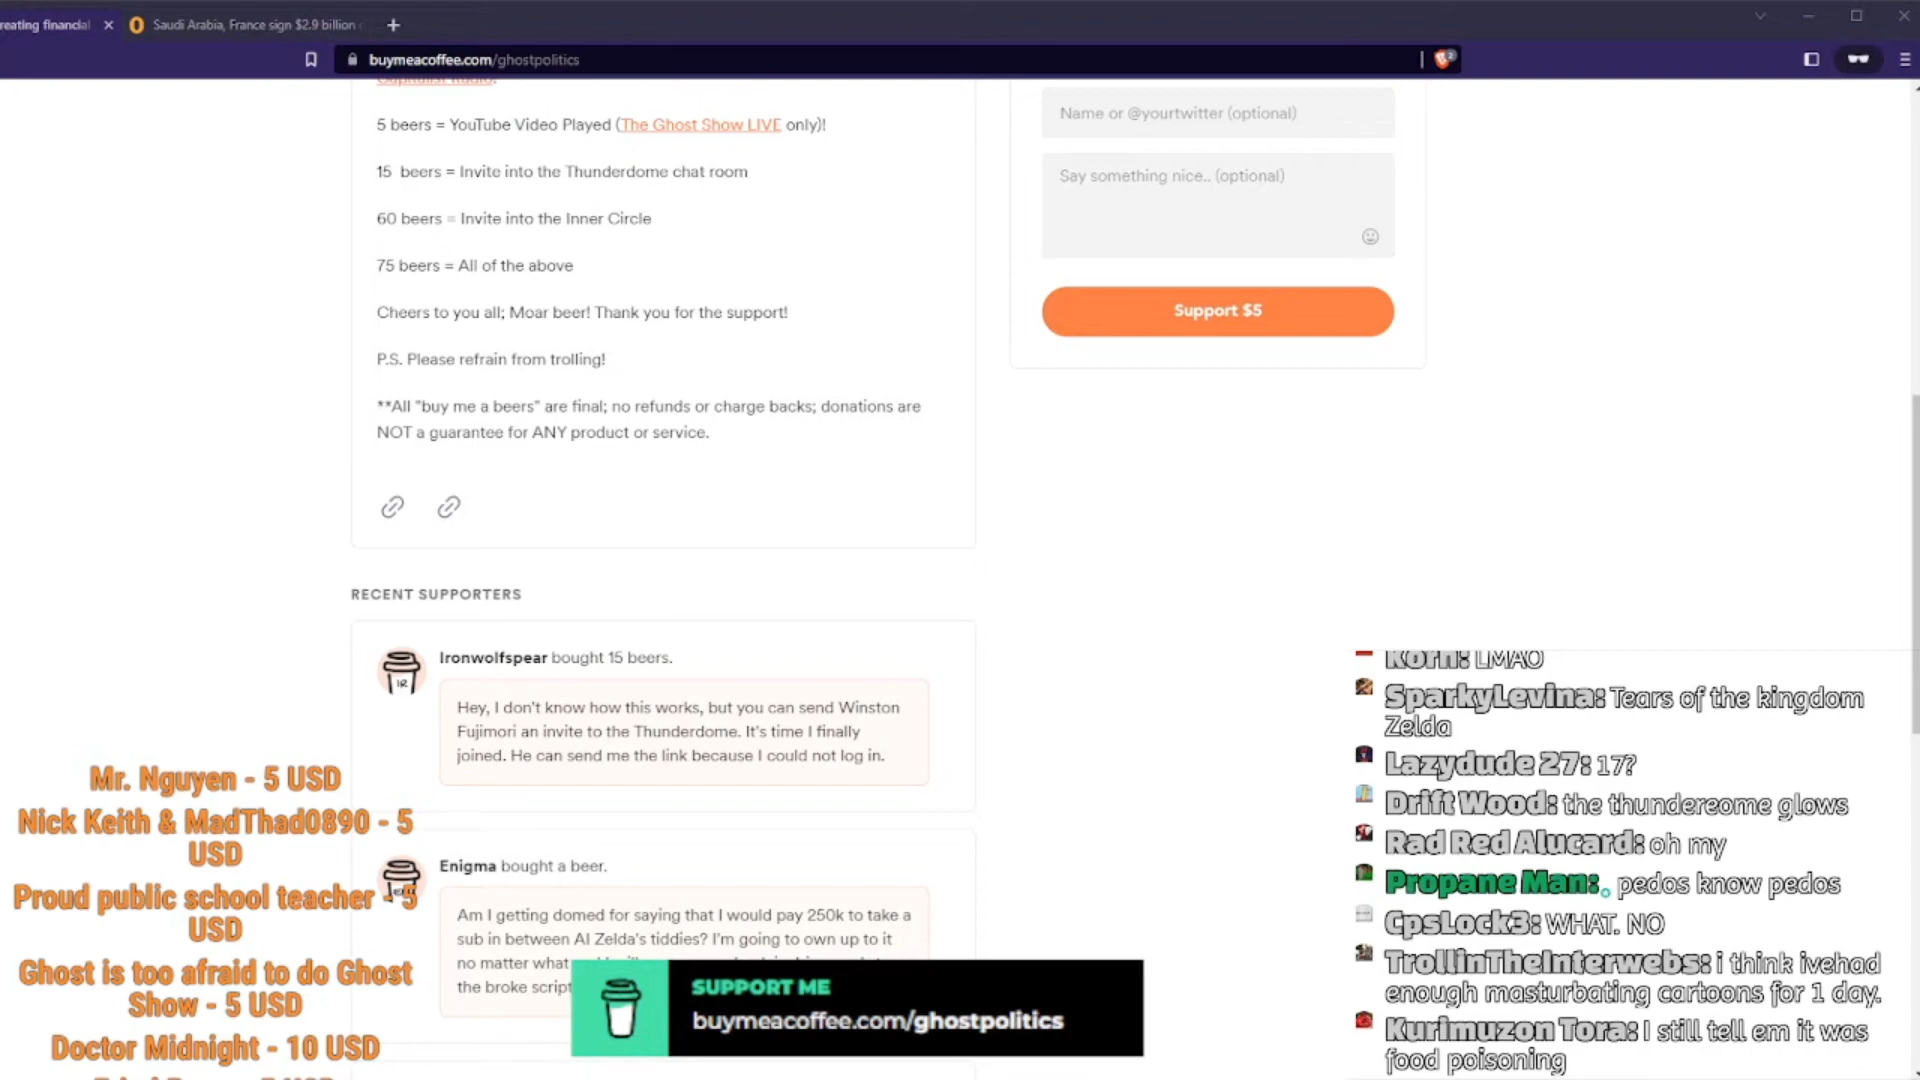 reating financial
Saudi Arabia, France sign $2.9 billion
buymeacoffee.com/ghostpolitics
Capitalist Radio!
5 beers = YouTube Video Played (The Ghost Show LIVE only)!
15 beers = Invite into the Thunderdome chat room
60 beers = Invite into the Inner Circle
75 beers = All of the above
Cheers to you all; Moar beer! Thank you for the support!
P.S. Please refrain from trolling!
**All "buy me a beers" are final; no refunds or charge backs; donations are
NOT a guarantee for ANY product or service.
Name or @yourtwitter (optional)
Say something nice.. (optional)
Support $5
RECENT SUPPORTERS
Ironwolfspear bought 15 beers.
IR
Hey, I don't know how this works, but you can send Winston
Fujimori an invite to the Thunderdome. It's time I finally
joined. He can send me the link because I could not log in.
Enigma bought a beer.
Am I getting domed for saying that I would pay 250k to take a
sub in between AI Zelda's tiddies? I'm going to own up to it
no matter what
the broke script
Mr. Nguyen - 5 USD
Nick Keith & MadThad0890 - 5
USD
Proud public school teacher - 5
USD
Ghost is too afraid to do Ghost
Show - 5 USD
Doctor Midnight - 10 USD
SUPPORT ME
buymeacoffee.com/ghostpolitics
Korn: LMAO
SparkyLevina: Tears of the kingdom
Zelda
Lazydude 27: 17?
Drift Wood: the thundereome glows
Rad Red Alucard: oh my
Propane Man: pedos know pedos
CpsLock3: WHAT. NO
TrollinTheInterwebs: i think ivehad
enough masturbating cartoons for 1 day.
Kurimuzon Tora: I still tell em it was
food poisoning